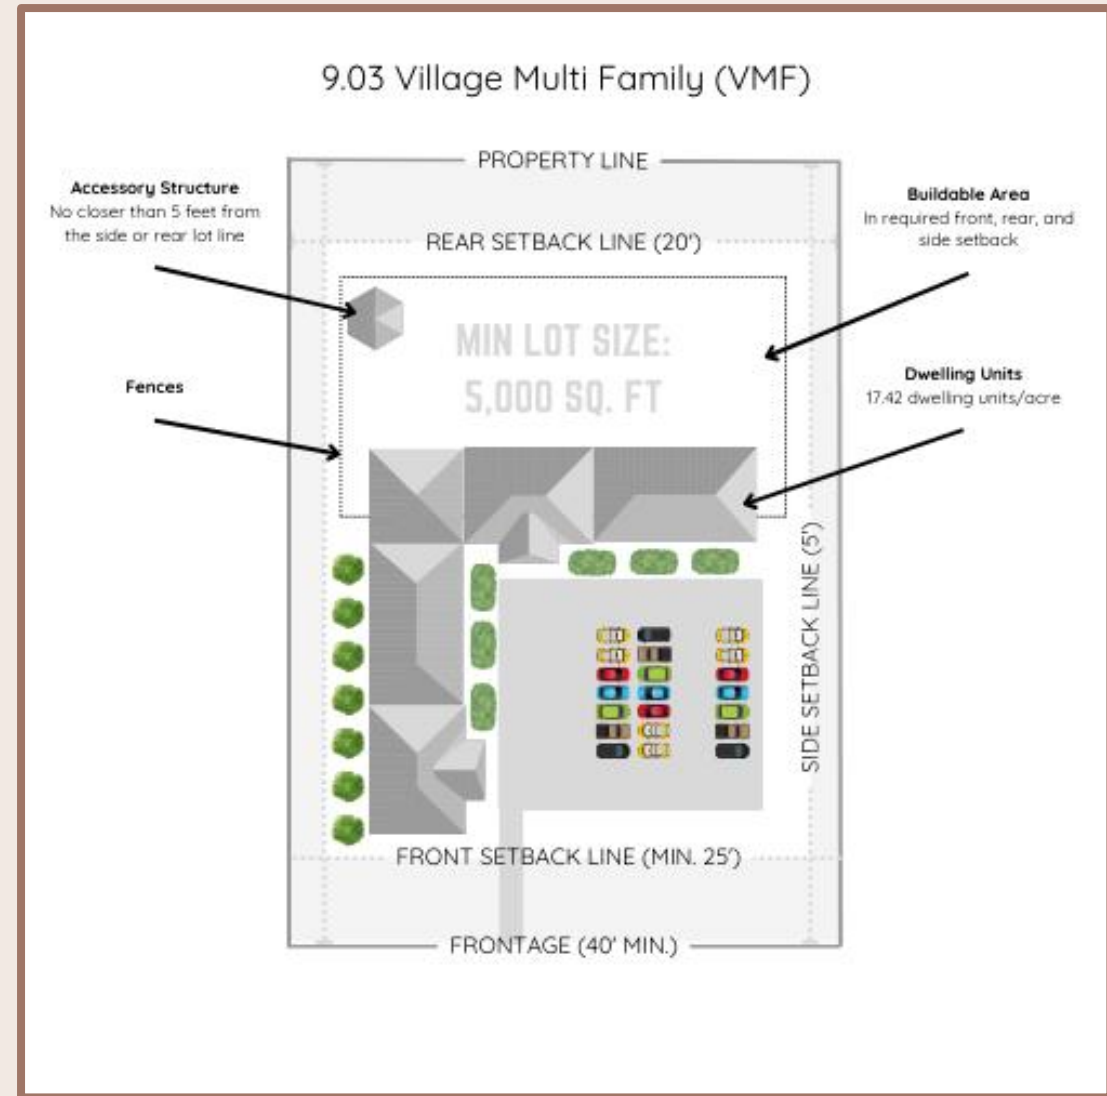 9.03 Village Multi Family (VMF)
PROPERTY LINE
Accessory Structure
No closer than 5 feet from
the side or rear lot line
Buildable Area
In required front, rear, and
side setback
REAR SETBACK LINE (20')
MIN LOT SIZE:
5,000 SQ. FT
Fences
Dwelling Units
17.42 dwelling units/acre
SIDE SETBACK LINE (5')
FRONT SETBACK LINE (MIN. 25')
FRONTAGE (40' MIN.)